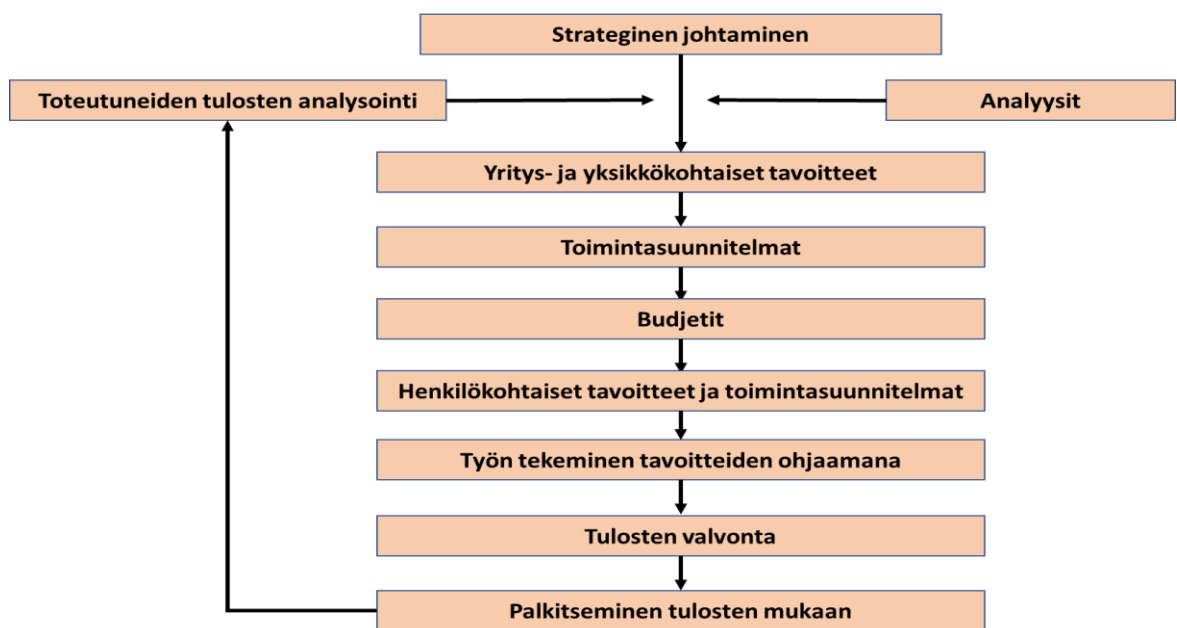 Strateginen johtaminen
Toteutuneiden tulosten analysointi
Analyysit
Yritys- ja yksikkökohtaiset tavoitteet
Toimintasuunnitelmat
Budjetit
Henkilökohtaiset tavoitteet ja toimintasuunnitelmat
Työn tekeminen tavoitteiden ohjaamana
Tulosten valvonta
Palkitseminen tulosten mukaan